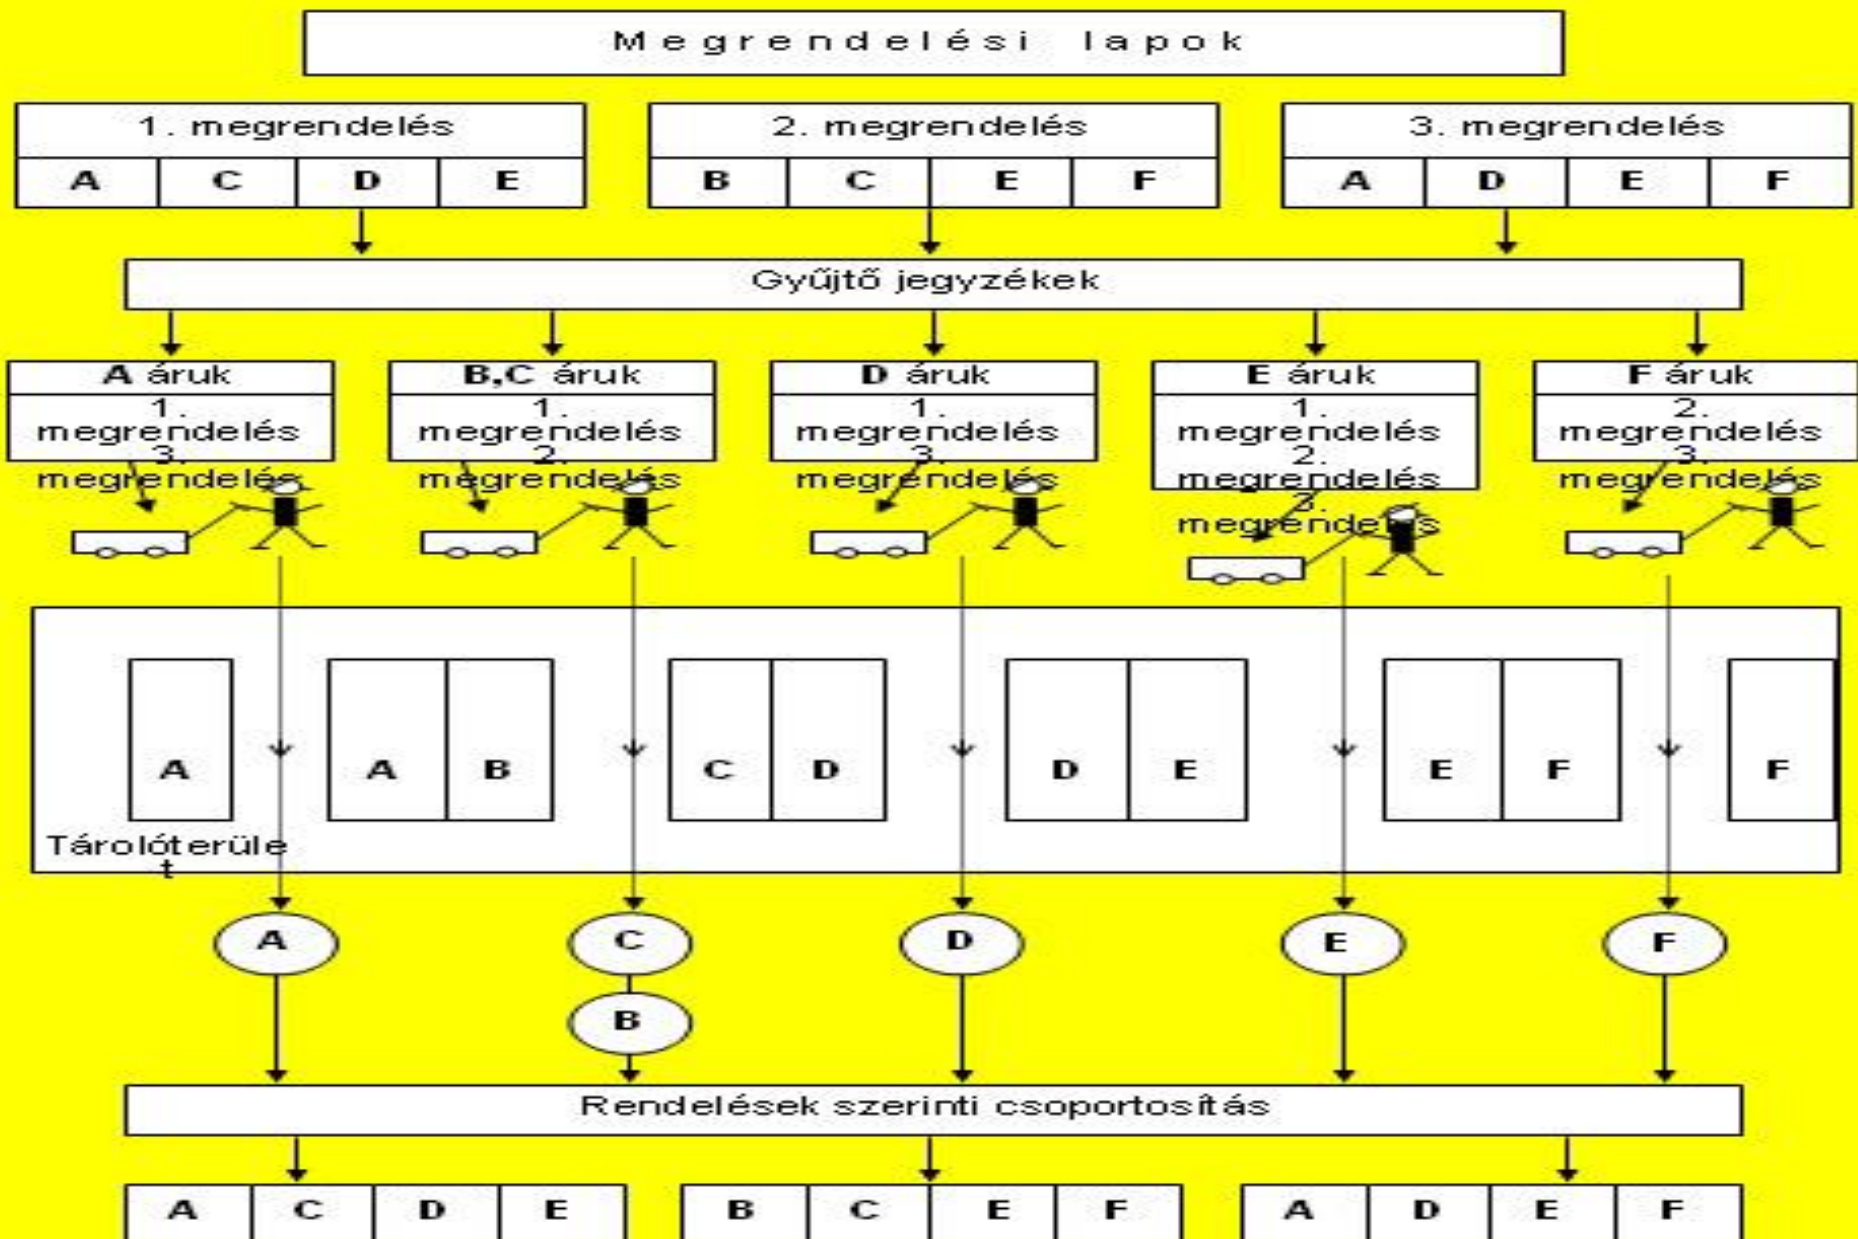 Megrendelési lapok
1. megrendelés
A C D E
2. megrendelés
B C E F
3. megrendelés
A D E F
Gyűjtő jegyzékek
A áruk
1.
megrendelés
3.
megrendelés
B,C áruk
1.
megrendelés
2.
megrendelés
D áruk
1.
megrendelés
3.
megrendelés
E áruk
1.
megrendelés
2.
megrendelés
3.
megrendelés
F áruk
2.
megrendelés
3.
megrendelés
A A B C D D E E F F
Tárolóterüle
t
A C D E F
B
Rendelések szerinti csoportosítás
A C D E
B C E F
A D E F